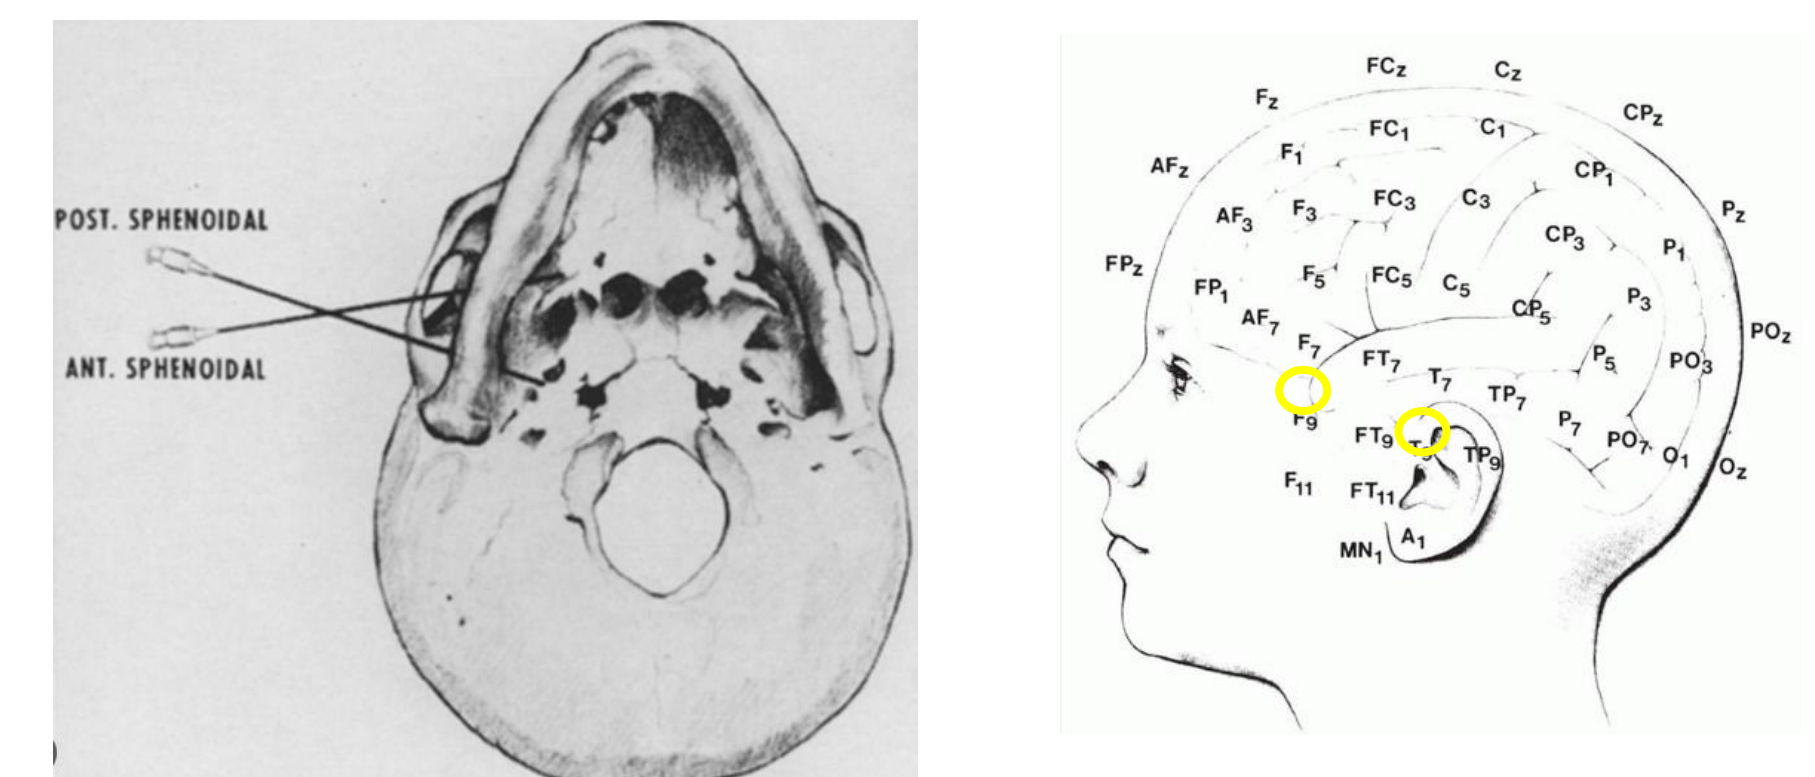 POST. SPHENOIDAL
ANT. SPHENOIDAL
FCz Cz
Fz
CPz
FC1 C1
F1
AFz CP1
FC3 C3
F3 Pz
AF3
CP3
P1
FPz
F5 FC5 C5
FP1 P3
CP5
AF7
POz
F7
FT7 P5 PO3
T7
TP7
F9 P7
FT9 PO7
TP9 O1 Oz
F11 FT11
A1
MN1